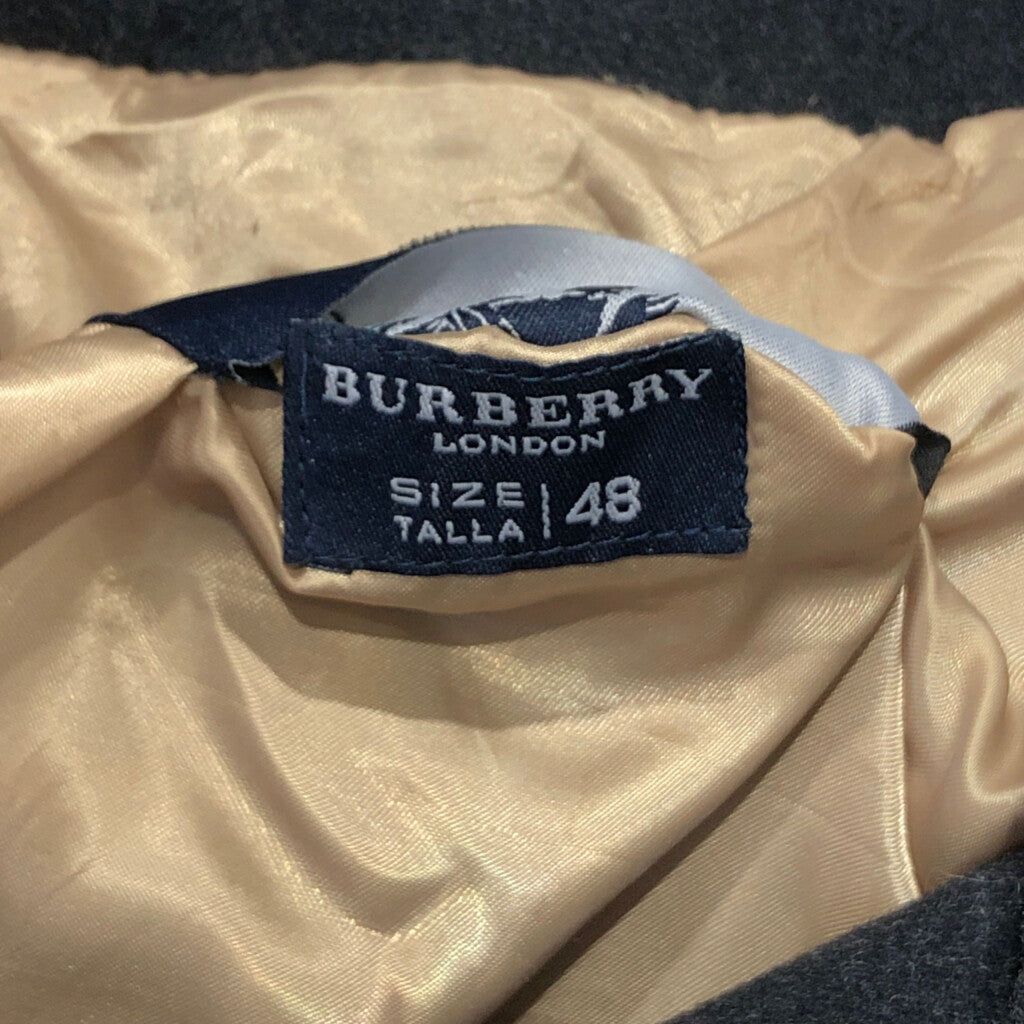 BURBERRY
LONDON
SIZE | 48
TALLA